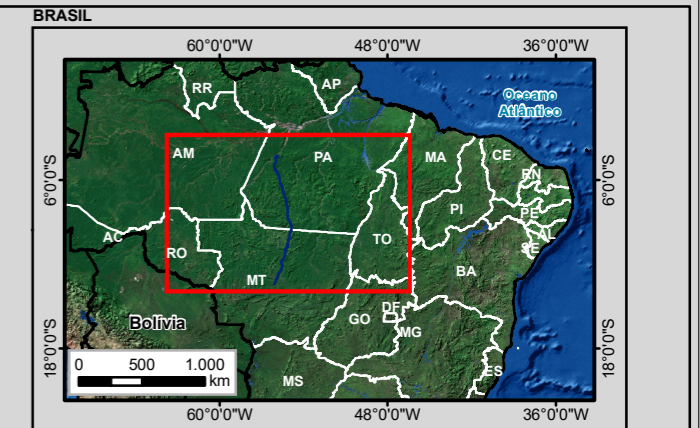 BRASIL
60°0'0"W 48°0'0"W 36°0'0"W
RR
AP
Oceano
Atlântico
AM
PA
MA
CE
RN
6°0'0"S
6°0'0"S
PI
PE
AL
SE
AC
RO
TO
MT
BA
Bolívia
GO
DF
MG
18°0'0"S
18°0'0"S
0 500 1.000
km
MS
ES
60°0'0"W 48°0'0"W 36°0'0"W